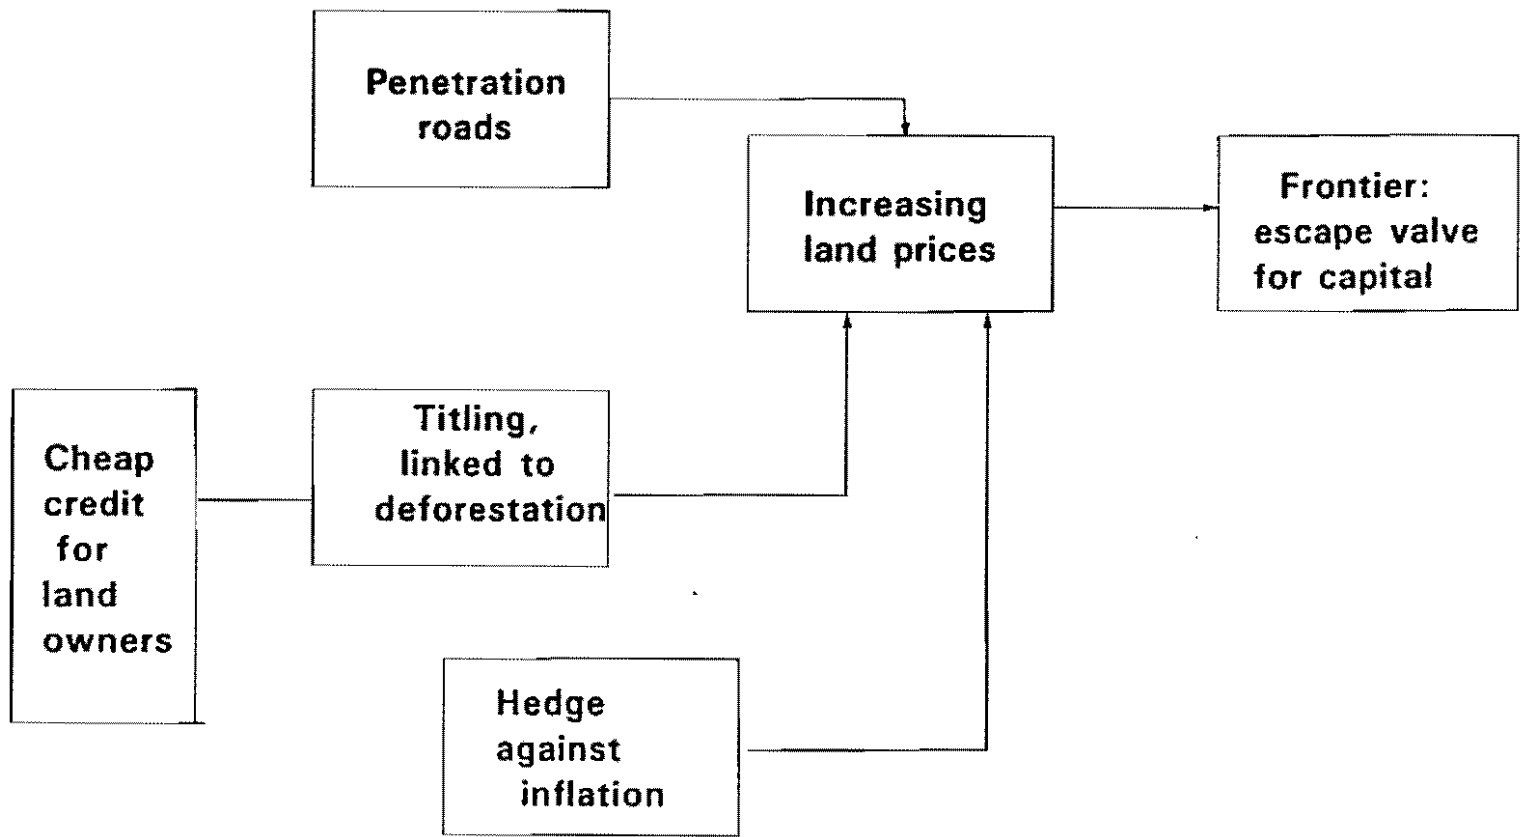 Penetration
roads
Increasing
land prices
Frontier:
escape valve
for capital
Cheap
credit
for
land
owners
Titling,
linked to
deforestation
Hedge
against
inflation